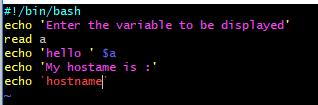 #!/bin/bash
echo 'Enter the variable to be displayed'
read a
echo 'hello ' $a
echo 'My hostame is :'
echo `hostname`
~